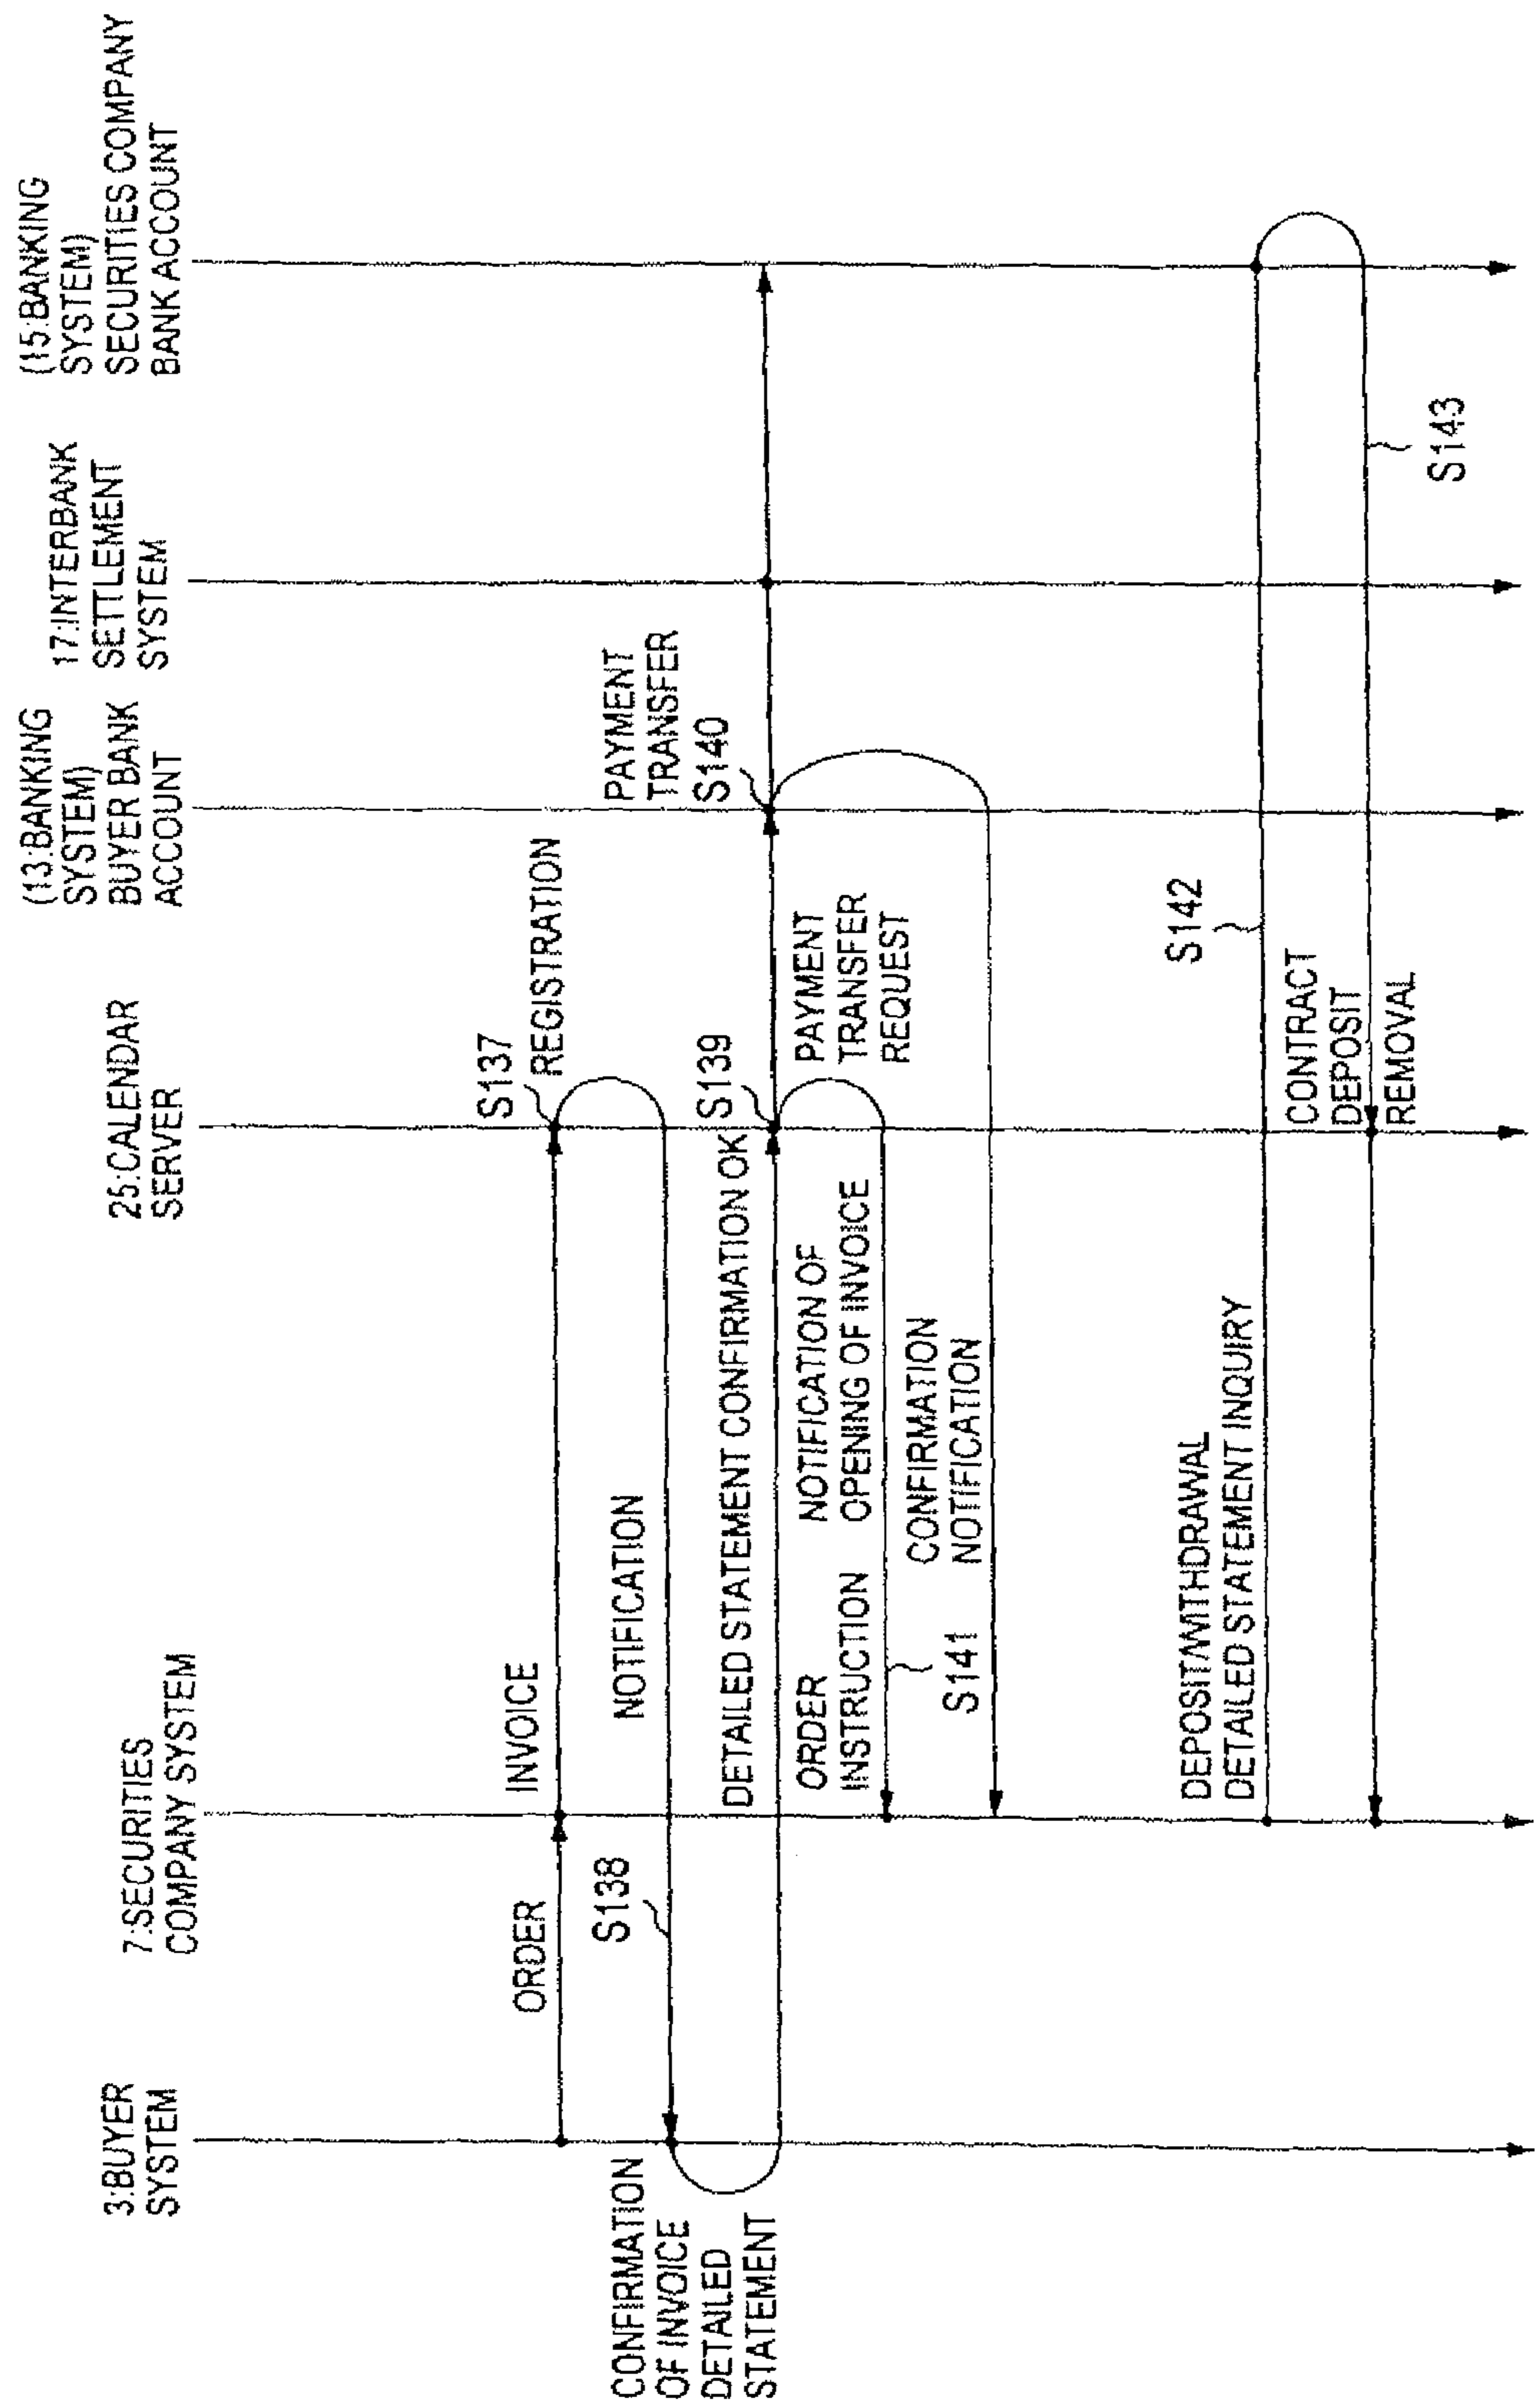 3:BUYER
SYSTEM
7:SECURITIES
COMPANY SYSTEM
25:CALENDAR
SERVER
(13:BANKING
SYSTEM)
BUYER BANK
ACCOUNT
17:INTERBANK
SETTLEMENT
SYSTEM
(15:BANKING
SYSTEM)
SECURITIES COMPANY
BANK ACCOUNT
ORDER
INVOICE
S137
REGISTRATION
NOTIFICATION
S138
CONFIRMATION
OF INVOICE
DETAILED
STATEMENT
DETAILED STATEMENT CONFIRMATION OK
S139
PAYMENT
TRANSFER
S140
PAYMENT
TRANSFER
REQUEST
ORDER
INSTRUCTION
NOTIFICATION OF
OPENING OF INVOICE
S141
CONFIRMATION
NOTIFICATION
DEPOSIT/WITHDRAWAL
DETAILED STATEMENT INQUIRY
S142
CONTRACT
DEPOSIT
REMOVAL
S143